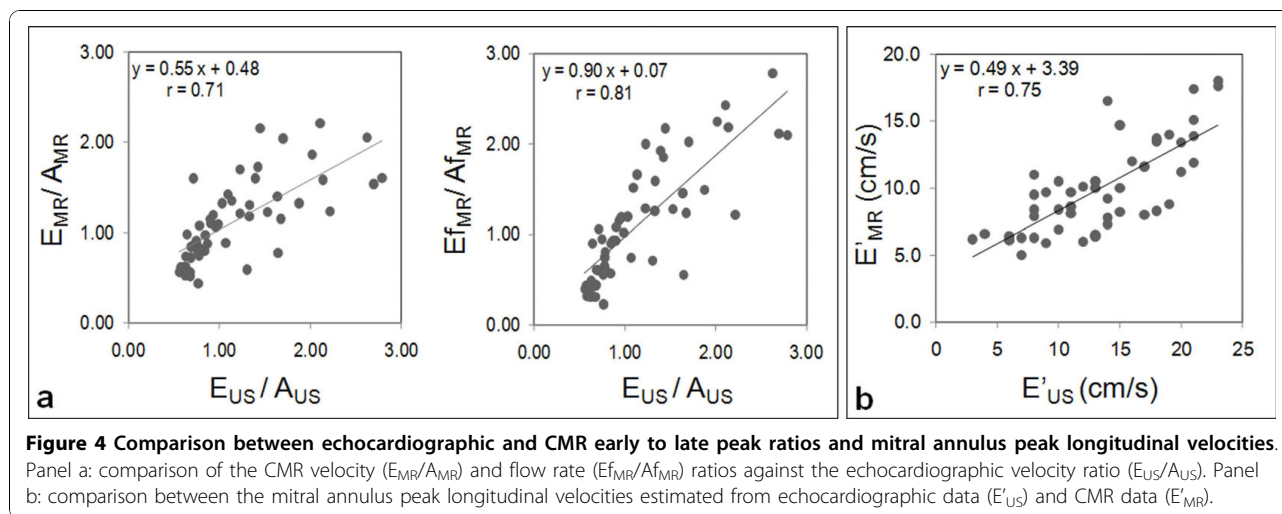 3.00
y = 0.55 x + 0.48
r = 0.71
2.00
1.00
0.00
0.00 1.00 2.00 3.00
E_MR / A_MR
E_US / A_US
a
3.00
y = 0.90 x + 0.07
r = 0.81
2.00
1.00
0.00
0.00 1.00 2.00 3.00
Ef_MR / Af_MR
E_US / A_US
20.0
y = 0.49 x + 3.39
r = 0.75
15.0
10.0
5.0
0.0
0 5 10 15 20 25
E'_MR (cm/s)
E'_US (cm/s)
b
Figure 4 Comparison between echocardiographic and CMR early to late peak ratios and mitral annulus peak longitudinal velocities.
Panel a: comparison of the CMR velocity (E_MR/A_MR) and flow rate (Ef_MR/Af_MR) ratios against the echocardiographic velocity ratio (E_US/A_US). Panel
b: comparison between the mitral annulus peak longitudinal velocities estimated from echocardiographic data (E'_US) and CMR data (E'_MR).